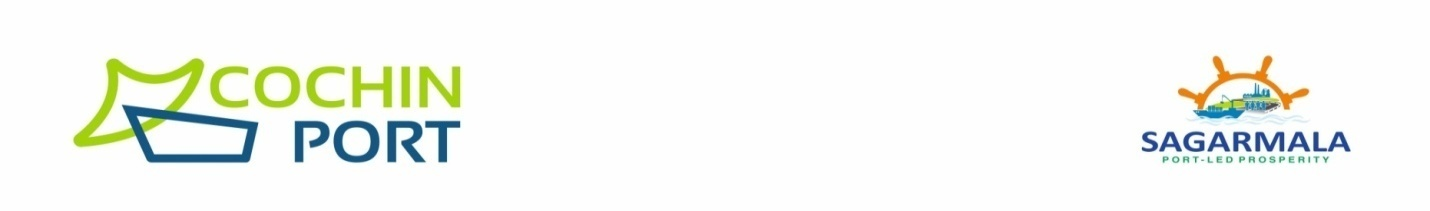 COCHIN
PORT
SAGARMALA
PORT-LED PROSPERITY